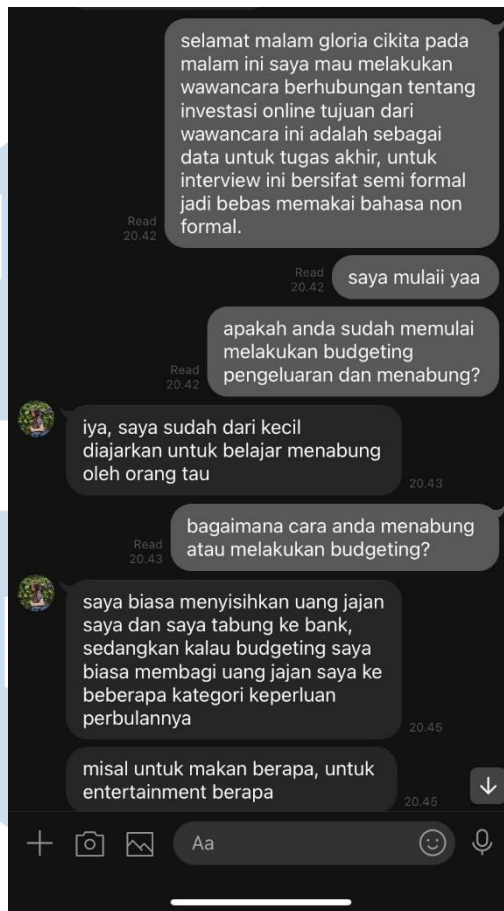 selamat malam gloria cikita pada
malam ini saya mau melakukan
wawancara berhubungan tentang
investasi online tujuan dari
wawancara ini adalah sebagai
data untuk tugas akhir, untuk
interview ini bersifat semi formal
jadi bebas memakai bahasa non
formal.
Read
20.42
Read
20.42
saya mulaii yaa
apakah anda sudah memulai
melakukan budgeting
pengeluaran dan menabung?
Read
20.42
iya, saya sudah dari kecil
diajarkan untuk belajar menabung
oleh orang tau
20.43
bagaimana cara anda menabung
atau melakukan budgeting?
Read
20.43
saya biasa menyisihkan uang jajan
saya dan saya tabung ke bank,
sedangkan kalau budgeting saya
biasa membagi uang jajan saya ke
beberapa kategori keperluan
perbulannya
20.45
misal untuk makan berapa, untuk
entertainment berapa
20.45
Aa